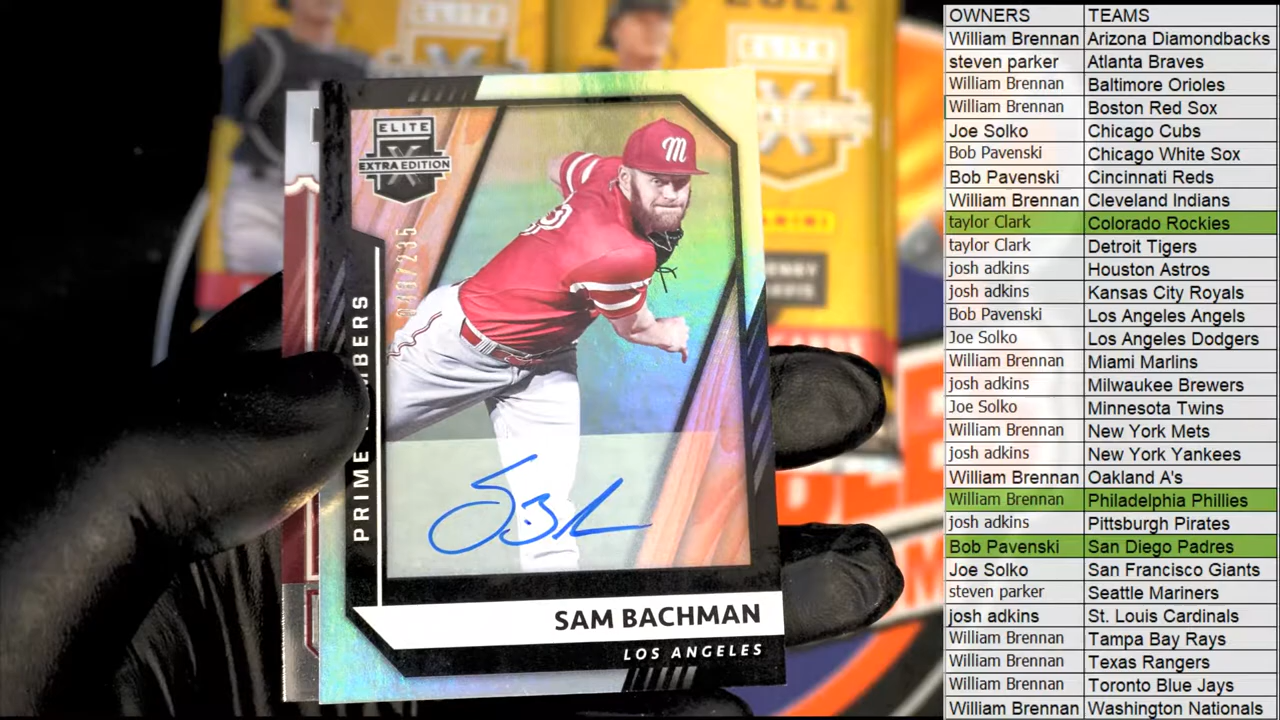 ELITE
X
EXTRA EDITION
M
PRIME
BERS
/235
SAM BACHMAN
LOS ANGELES
2021
ELITE
PANINI
OWNERS TEAMS
William Brennan Arizona Diamondbacks
steven parker Atlanta Braves
William Brennan Baltimore Orioles
William Brennan Boston Red Sox
Joe Solko Chicago Cubs
Bob Pavenski Chicago White Sox
Bob Pavenski Cincinnati Reds
William Brennan Cleveland Indians
taylor Clark Colorado Rockies
taylor Clark Detroit Tigers
josh adkins Houston Astros
josh adkins Kansas City Royals
Bob Pavenski Los Angeles Angels
Joe Solko Los Angeles Dodgers
William Brennan Miami Marlins
josh adkins Milwaukee Brewers
Joe Solko Minnesota Twins
William Brennan New York Mets
josh adkins New York Yankees
William Brennan Oakland A's
William Brennan Philadelphia Phillies
josh adkins Pittsburgh Pirates
Bob Pavenski San Diego Padres
Joe Solko San Francisco Giants
steven parker Seattle Mariners
josh adkins St. Louis Cardinals
William Brennan Tampa Bay Rays
William Brennan Texas Rangers
William Brennan Toronto Blue Jays
William Brennan Washington Nationals